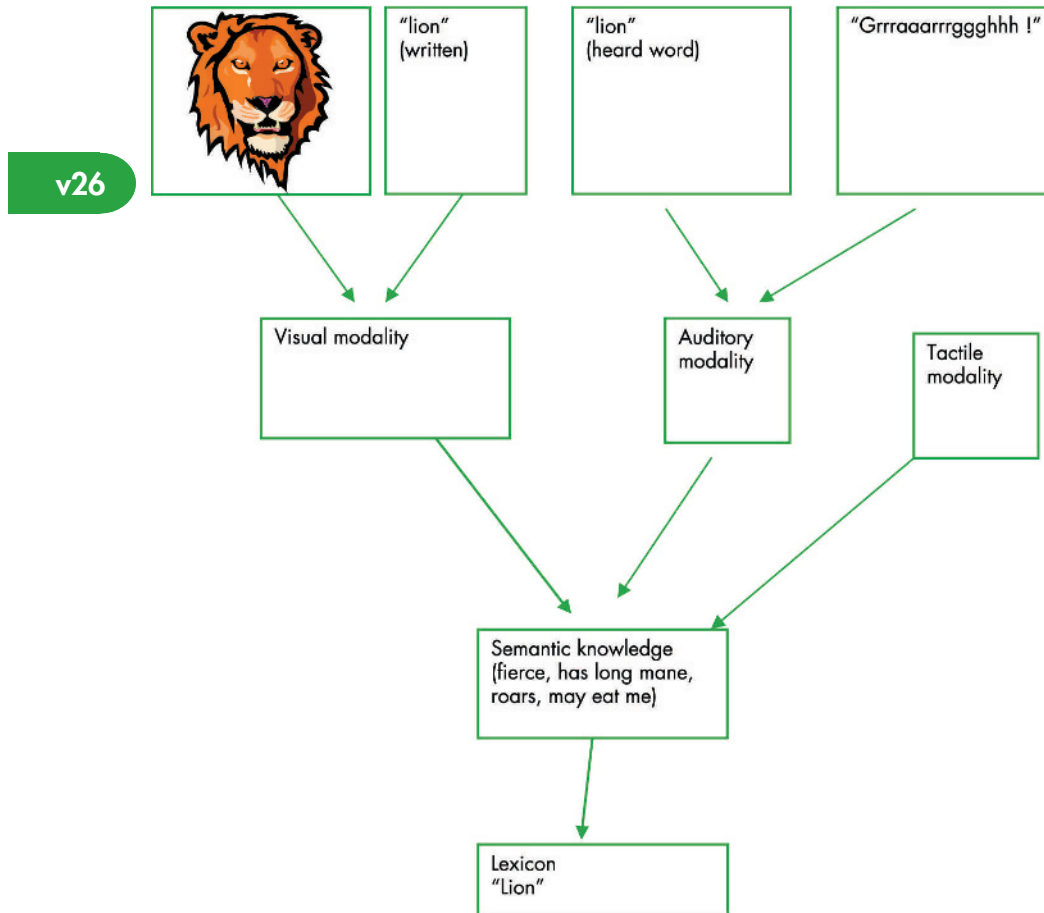 "lion"
(written)
"lion"
(heard word)
"Grrraaarrrggghhh !"
v26
Visual modality
Auditory
modality
Tactile
modality
Semantic knowledge
(fierce, has long mane,
roars, may eat me)
Lexicon
"Lion"